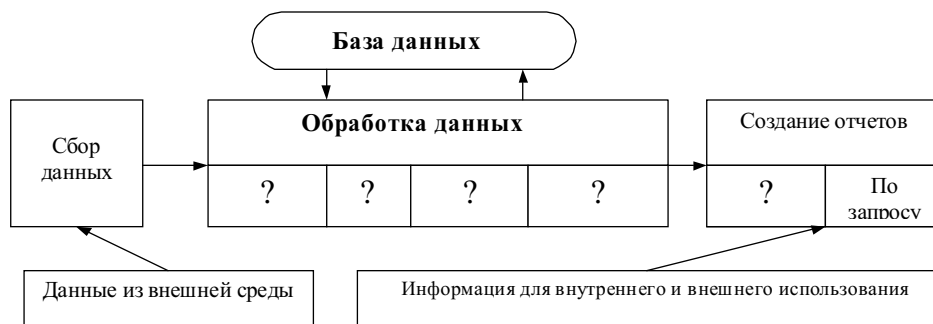 База данных
Обработка данных
Создание отчетов
Сбор
данных
? ? ? ? ? По
запросу
Данные из внешней среды
Информация для внутреннего и внешнего использования